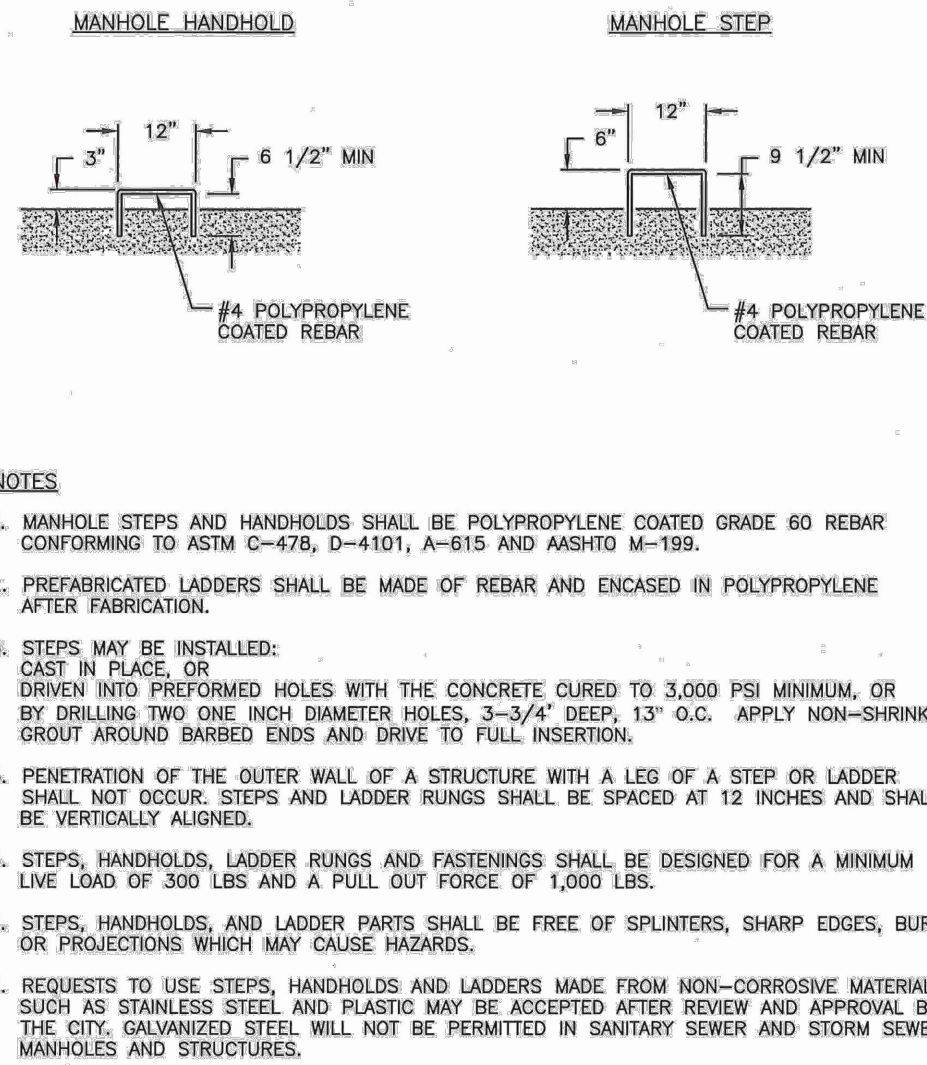 MANHOLE HANDHOLD
MANHOLE STEP
12"
3"
6 1/2" MIN
#4 POLYPROPYLENE
COATED REBAR
12"
6"
9 1/2" MIN
#4 POLYPROPYLENE
COATED REBAR
NOTES
MANHOLE STEPS AND HANDHOLDS SHALL BE POLYPROPYLENE COATED GRADE 60 REBAR
CONFORMING TO ASTM C-478, D-4101, A-615 AND AASHTO M-199.
PREFABRICATED LADDERS SHALL BE MADE OF REBAR AND ENCASED IN POLYPROPYLENE
AFTER FABRICATION.
STEPS MAY BE INSTALLED:
CAST IN PLACE, OR
DRIVEN INTO PREFORMED HOLES WITH THE CONCRETE CURED TO 3,000 PSI MINIMUM, OR
BY DRILLING TWO ONE INCH DIAMETER HOLES, 3-3/4' DEEP, 13" O.C. APPLY NON-SHRINK
GROUT AROUND BARBED ENDS AND DRIVE TO FULL INSERTION.
PENETRATION OF THE OUTER WALL OF A STRUCTURE WITH A LEG OF A STEP OR LADDER
SHALL NOT OCCUR. STEPS AND LADDER RUNGS SHALL BE SPACED AT 12 INCHES AND SHAL
BE VERTICALLY ALIGNED.
STEPS, HANDHOLDS, LADDER RUNGS AND FASTENINGS SHALL BE DESIGNED FOR A MINIMUM
LIVE LOAD OF 300 LBS AND A PULL OUT FORCE OF 1,000 LBS.
STEPS, HANDHOLDS, AND LADDER PARTS SHALL BE FREE OF SPLINTERS, SHARP EDGES, BUR
OR PROJECTIONS WHICH MAY CAUSE HAZARDS.
REQUESTS TO USE STEPS, HANDHOLDS AND LADDERS MADE FROM NON-CORROSIVE MATERIAL
SUCH AS STAINLESS STEEL AND PLASTIC MAY BE ACCEPTED AFTER REVIEW AND APPROVAL B
THE CITY. GALVANIZED STEEL WILL NOT BE PERMITTED IN SANITARY SEWER AND STORM SEWE
MANHOLES AND STRUCTURES.